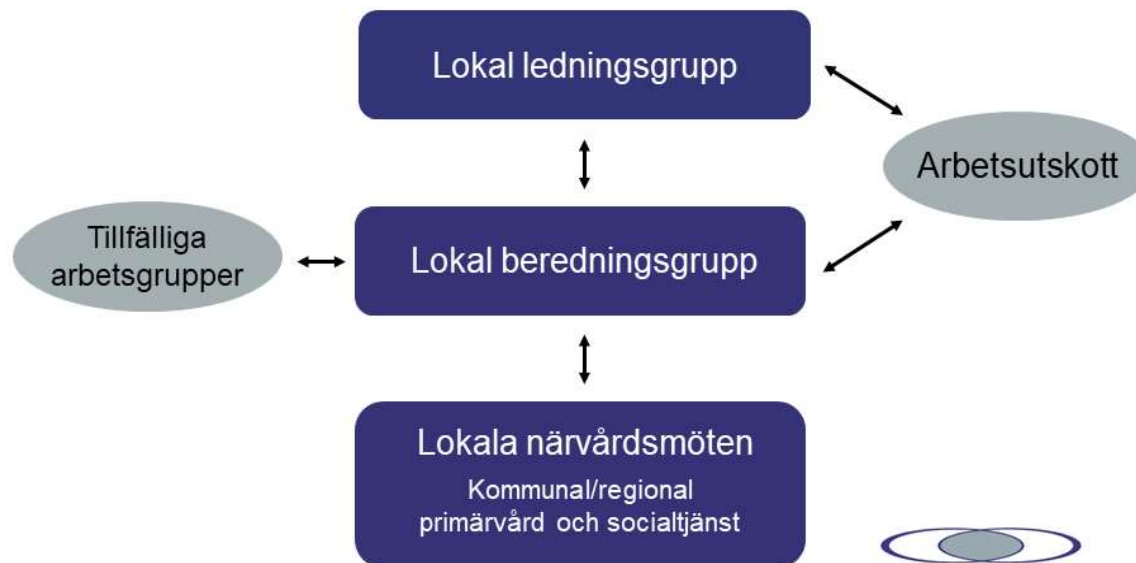 Lokal ledningsgrupp
Arbetsutskott
Tillfälliga
arbetsgrupper
Lokal beredningsgrupp
Lokala närvårdsmöten
Kommunal/regional
primärvård och socialtjänst